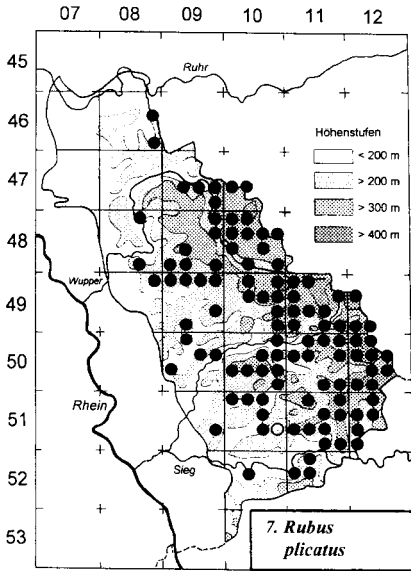 07 08 09 10 11 12
45
46
47
48
49
50
51
52
53
Ruhr
Höhenstufen
< 200 m
> 200 m
> 300 m
> 400 m
Wupper
Rhein
Sieg
7. Rubus
plicatus